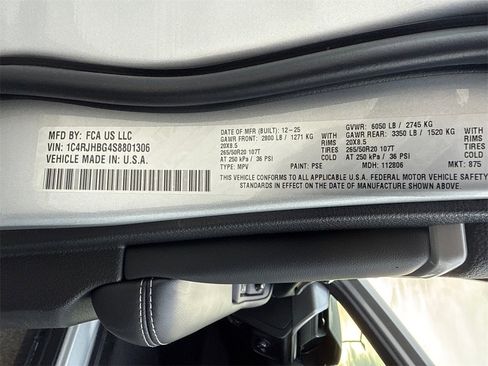 MFD BY: FCA US LLC
VIN: 1C4RJHBG4S8801306
VEHICLE MADE IN: U.S.A.
DATE OF MFR (BUILT): 12-25 GVWR: 6050 LB / 2745 KG
GAWR FRONT: 2800 LB / 1271 KG WITH GAWR REAR: 3350 LB / 1520 KG
20X8.5 RIMS 20X8.5
265/50R20 107T TIRES 265/50R20 107T
AT 250 kPa / 36 PSI AT 250 kPa / 36 PSI
TYPE: MPV PAINT: PSE MDH: 112806 MKT: 875
THIS VEHICLE CONFORMS TO ALL APPLICABLE U.S.A. FEDERAL MOTOR VEHICLE SAFETY
STANDARDS IN EFFECT ON THE DATE OF MANUFACTURE SHOWN ABOVE.